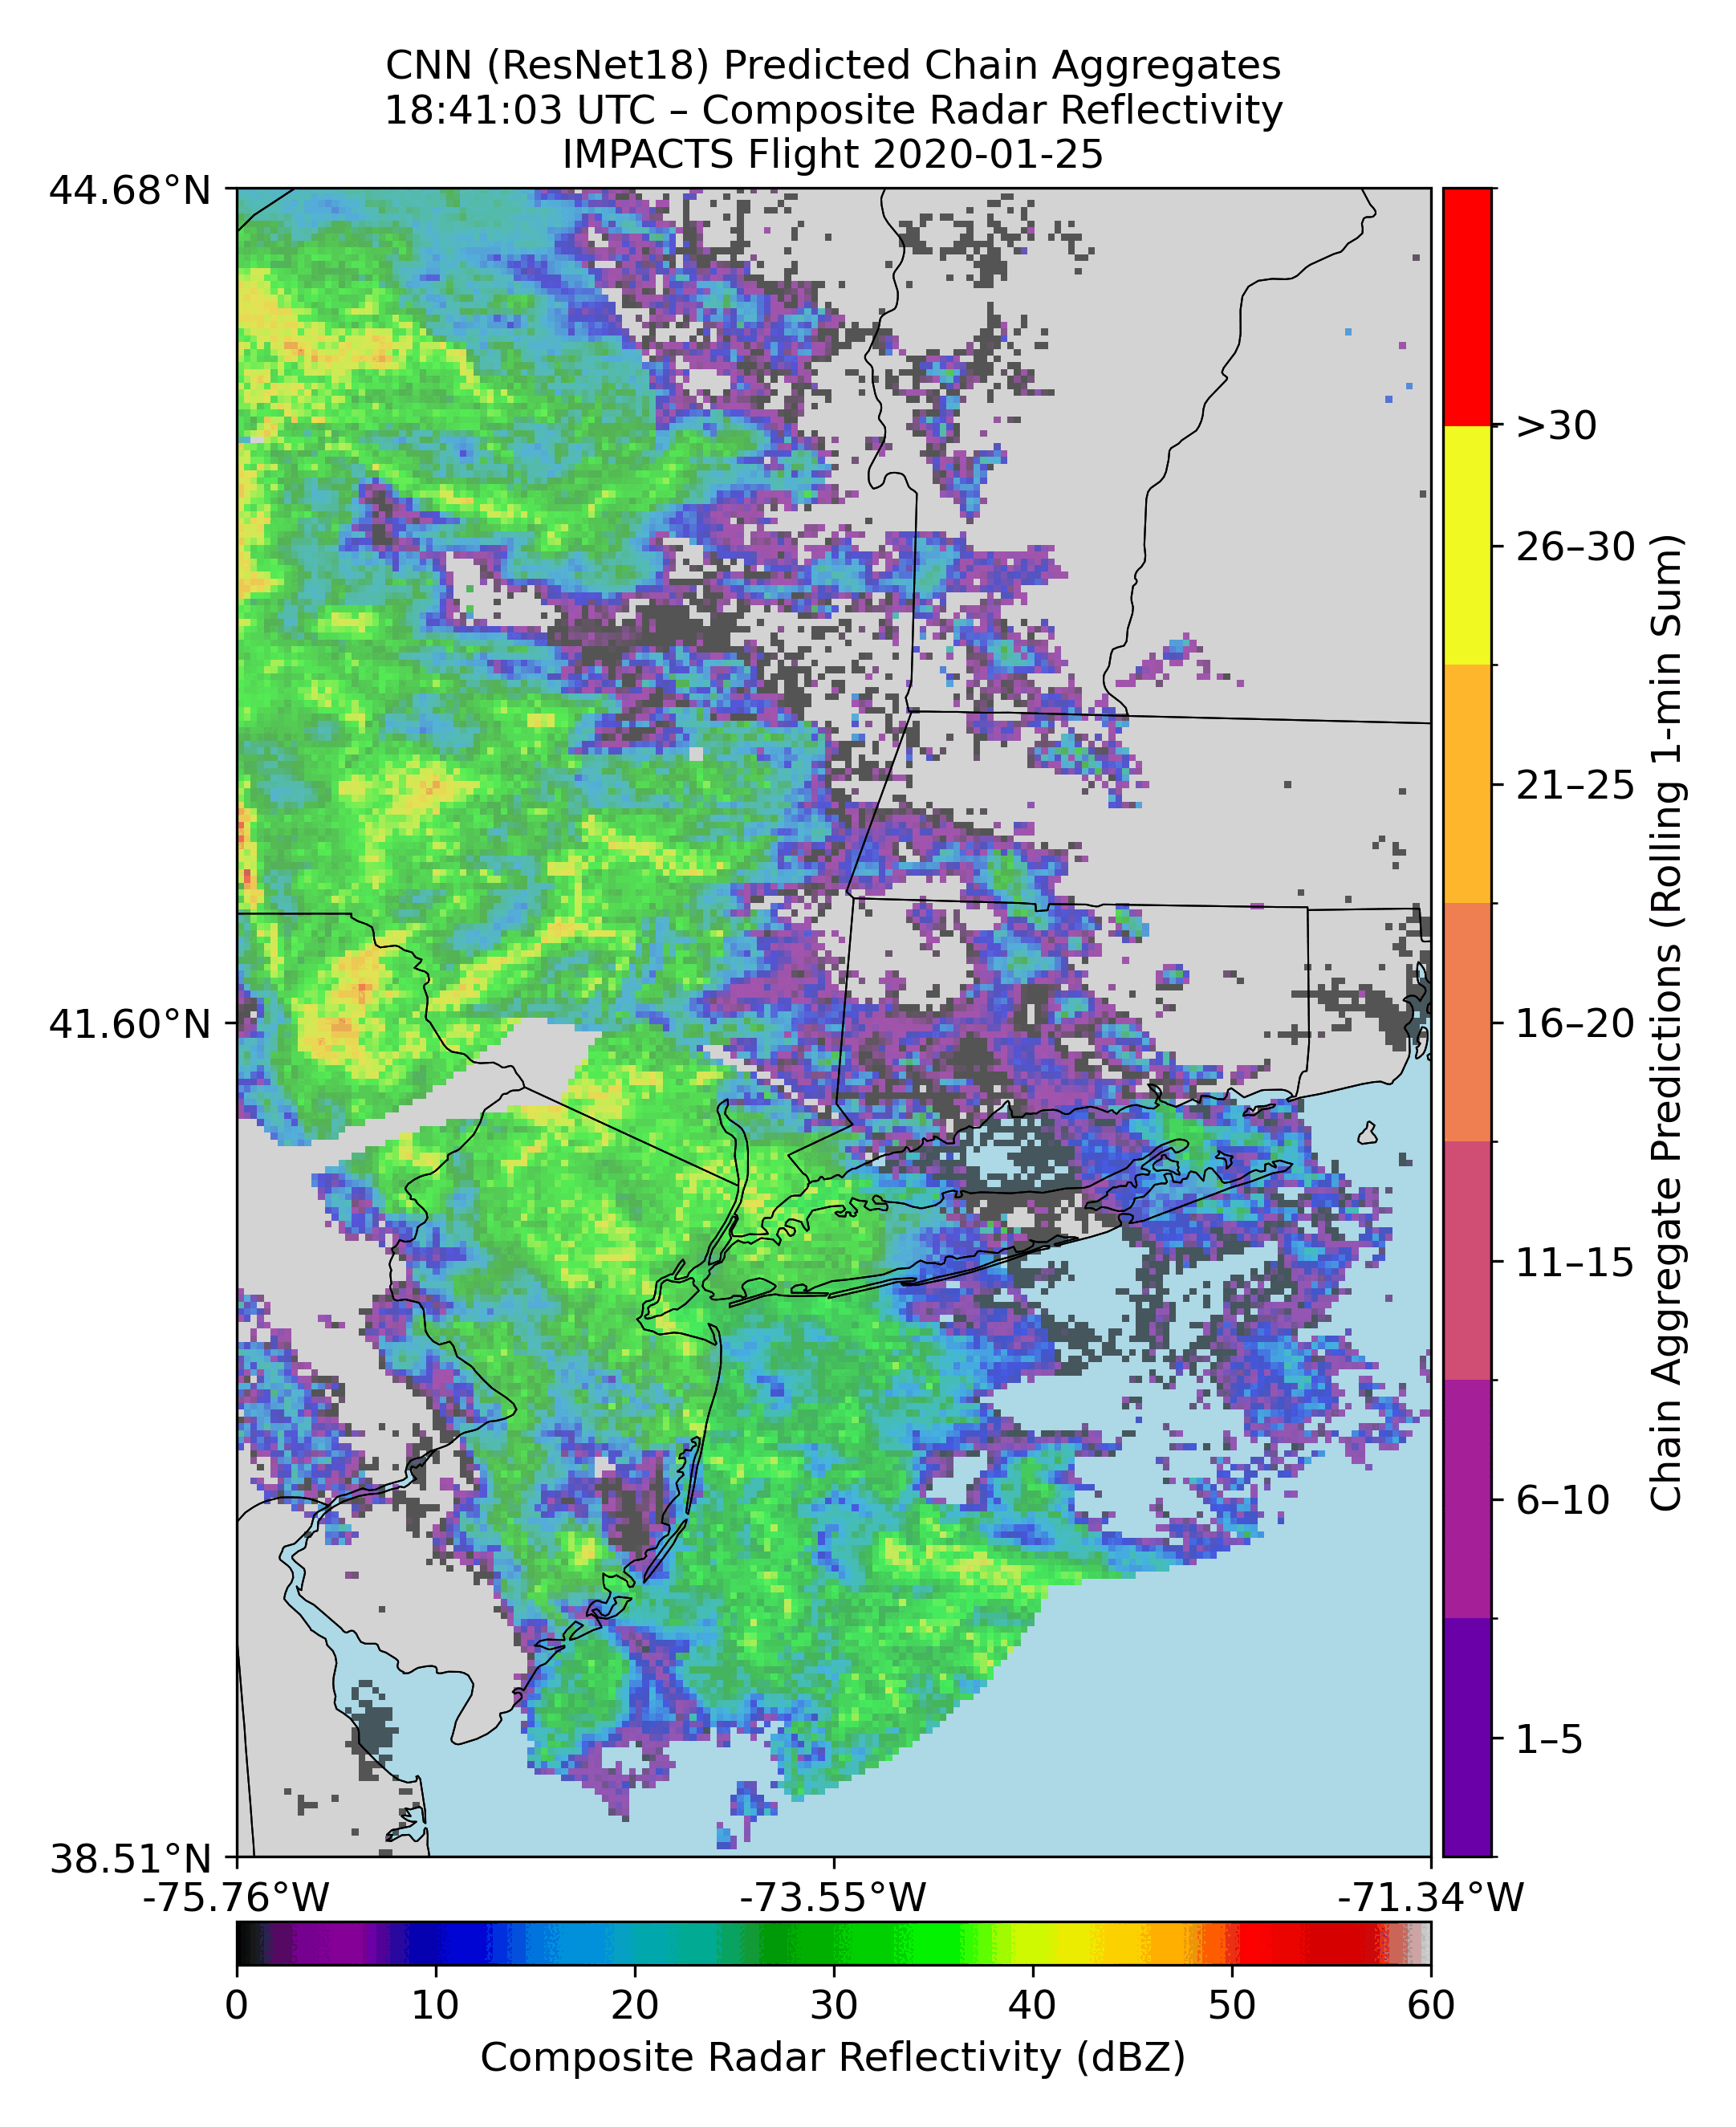 CNN (ResNet18) Predicted Chain Aggregates
18:41:03 UTC – Composite Radar Reflectivity
IMPACTS Flight 2020-01-25
44.68°N
41.60°N
38.51°N
-75.76°W
-73.55°W
-71.34°W
>30
26–30
21–25
16–20
11–15
6–10
1–5
Chain Aggregate Predictions (Rolling 1-min Sum)
0 10 20 30 40 50 60
Composite Radar Reflectivity (dBZ)